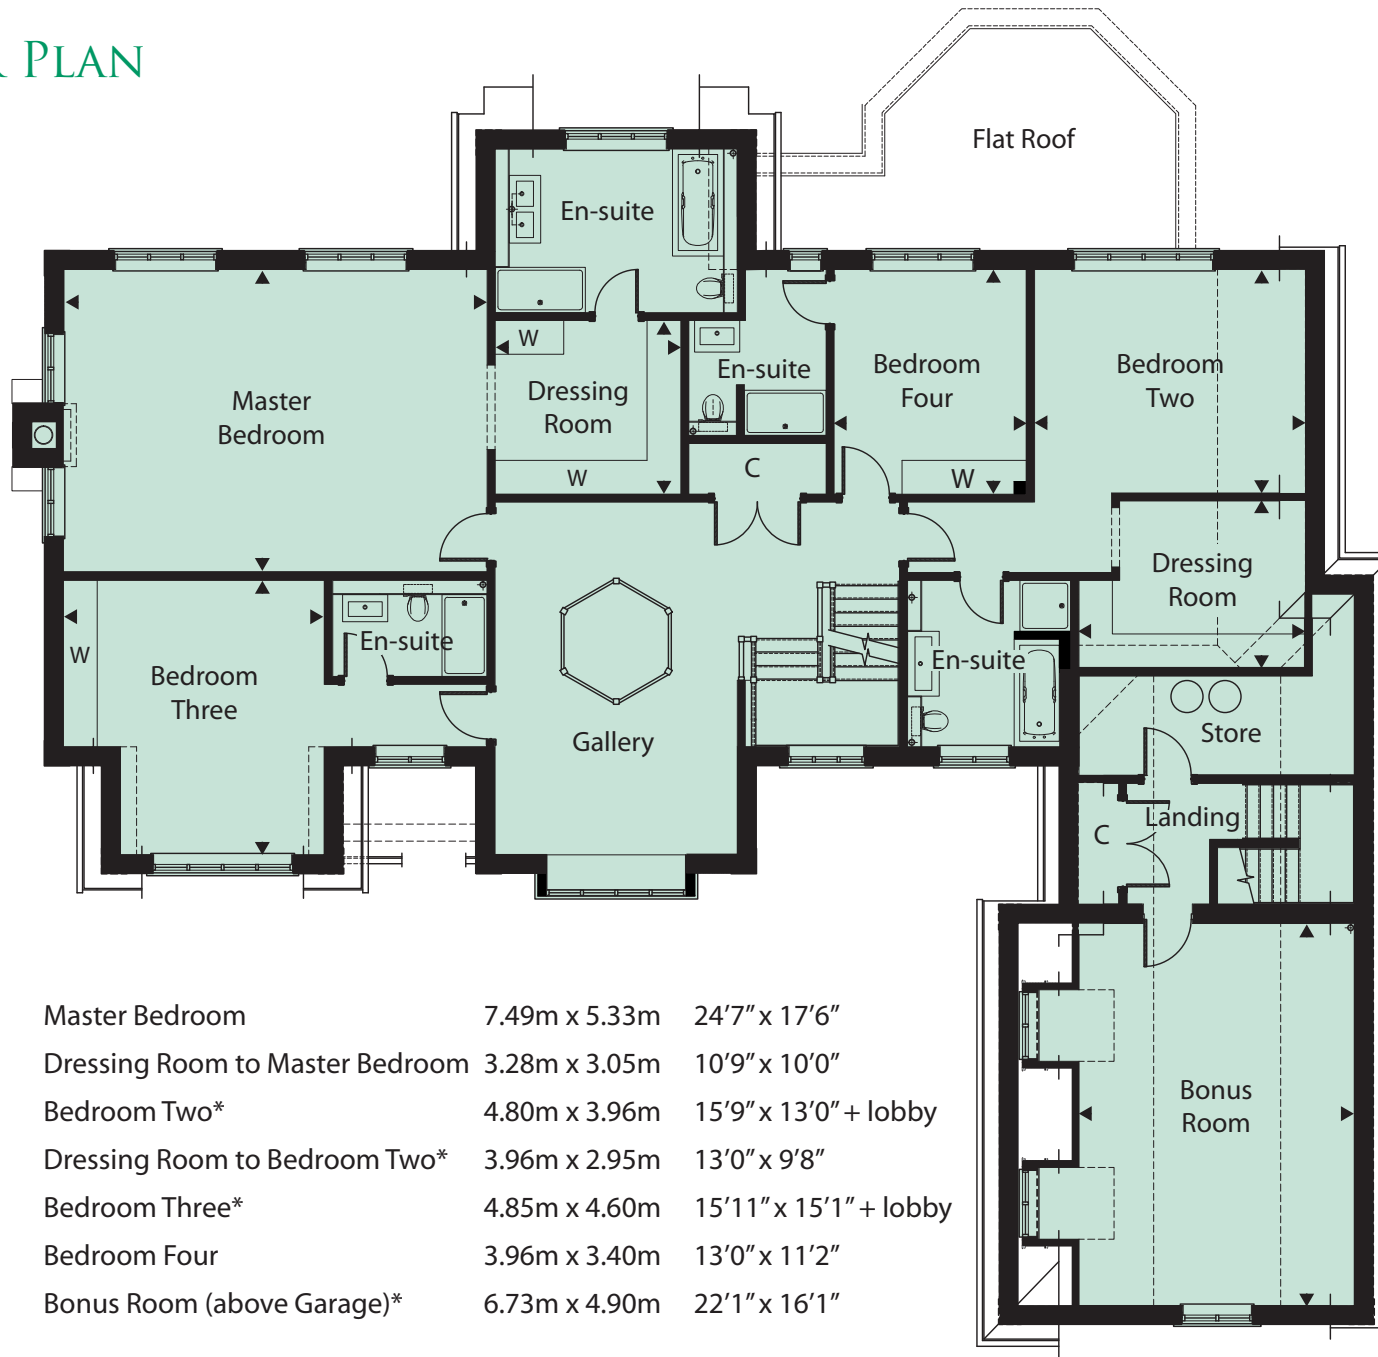 R PLAN
Flat Roof
En-suite
W
Master
Bedroom
Dressing
Room
W
En-suite
Bedroom
Four
W
Bedroom
Two
C
Dressing
Room
W
En-suite
Bedroom
Three
Gallery
En-suite
Store
Landing
C
Bonus
Room
Master Bedroom 7.49m x 5.33m 24’7” x 17’6”
Dressing Room to Master Bedroom 3.28m x 3.05m 10’9” x 10’0”
Bedroom Two* 4.80m x 3.96m 15’9” x 13’0” + lobby
Dressing Room to Bedroom Two* 3.96m x 2.95m 13’0” x 9’8”
Bedroom Three* 4.85m x 4.60m 15’11” x 15’1” + lobby
Bedroom Four 3.96m x 3.40m 13’0” x 11’2”
Bonus Room (above Garage)* 6.73m x 4.90m 22’1” x 16’1”